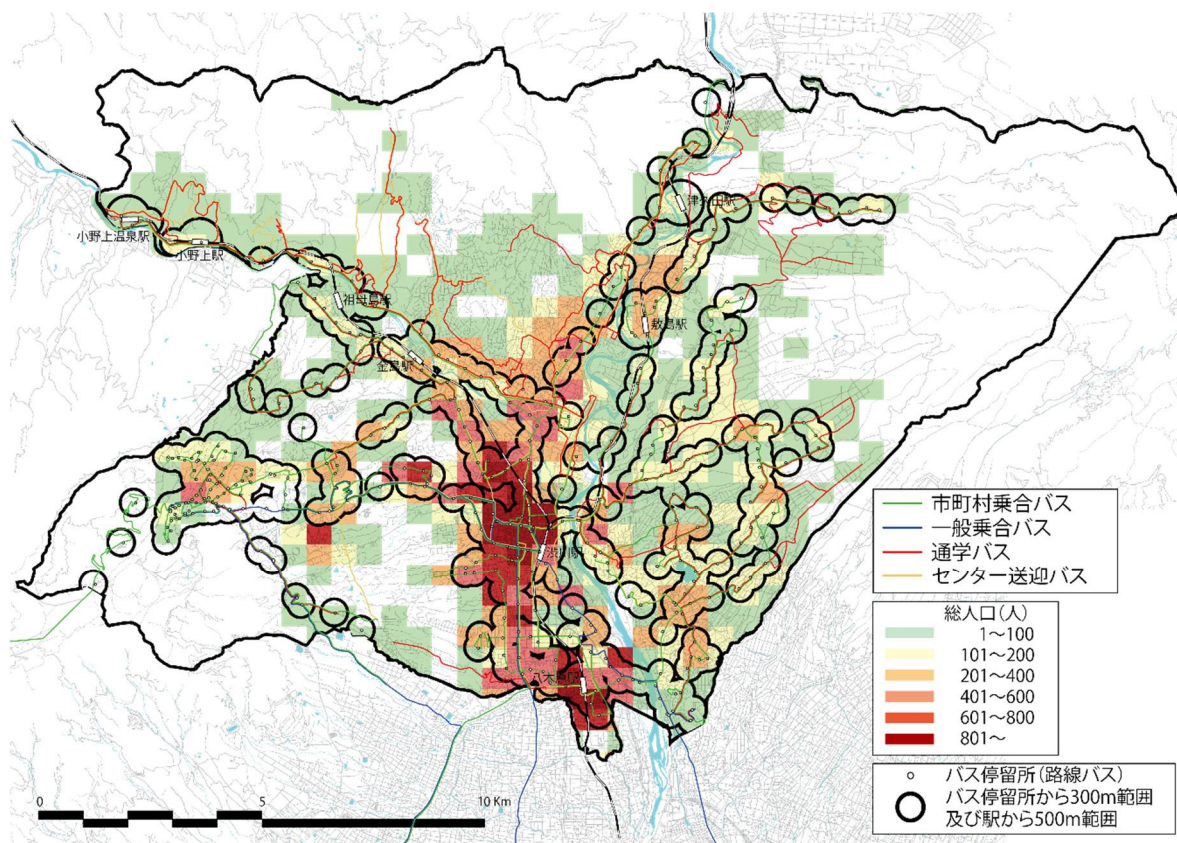 津久田駅
小野上温泉駅
小野上駅
祖母島駅
敷島駅
金島駅
渋川駅
八木原駅
市町村乗合バス
一般乗合バス
通学バス
センター送迎バス
総人口(人)
1~100
101~200
201~400
401~600
601~800
801~
バス停留所(路線バス)
バス停留所から300m範囲
及び駅から500m範囲
0 5 10 Km